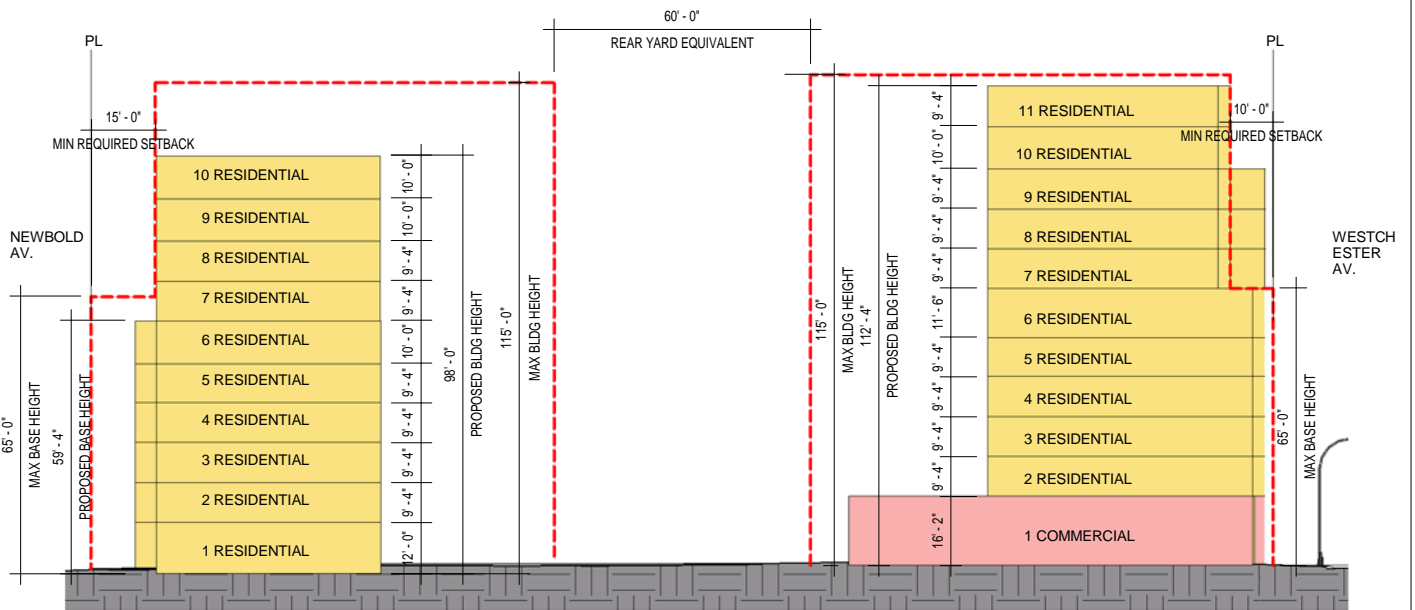 60' - 0"
REAR YARD EQUIVALENT
PL
15' - 0"
MIN REQUIRED SETBACK
NEWBOLD
AV.
65' - 0"
MAX BASE HEIGHT
59' - 4"
PROPOSED BASE HEIGHT
10 RESIDENTIAL
9 RESIDENTIAL
8 RESIDENTIAL
7 RESIDENTIAL
6 RESIDENTIAL
5 RESIDENTIAL
4 RESIDENTIAL
3 RESIDENTIAL
2 RESIDENTIAL
1 RESIDENTIAL
10' - 0"
10' - 0"
9' - 4"
9' - 4"
10' - 0"
9' - 4"
9' - 4"
9' - 4"
9' - 4"
12' - 0"
98' - 0"
PROPOSED BLDG HEIGHT
115' - 0"
MAX BLDG HEIGHT
115' - 0"
MAX BLDG HEIGHT
112' - 4"
PROPOSED BLDG HEIGHT
9' - 4"
10' - 0"
9' - 4"
9' - 4"
9' - 4"
11' - 6"
9' - 4"
9' - 4"
9' - 4"
9' - 4"
16' - 2"
11 RESIDENTIAL
10 RESIDENTIAL
9 RESIDENTIAL
8 RESIDENTIAL
7 RESIDENTIAL
6 RESIDENTIAL
5 RESIDENTIAL
4 RESIDENTIAL
3 RESIDENTIAL
2 RESIDENTIAL
1 COMMERCIAL
PL
10' - 0"
MIN REQUIRED SETBACK
WESTCH
ESTER
AV.
65' - 0"
MAX BASE HEIGHT